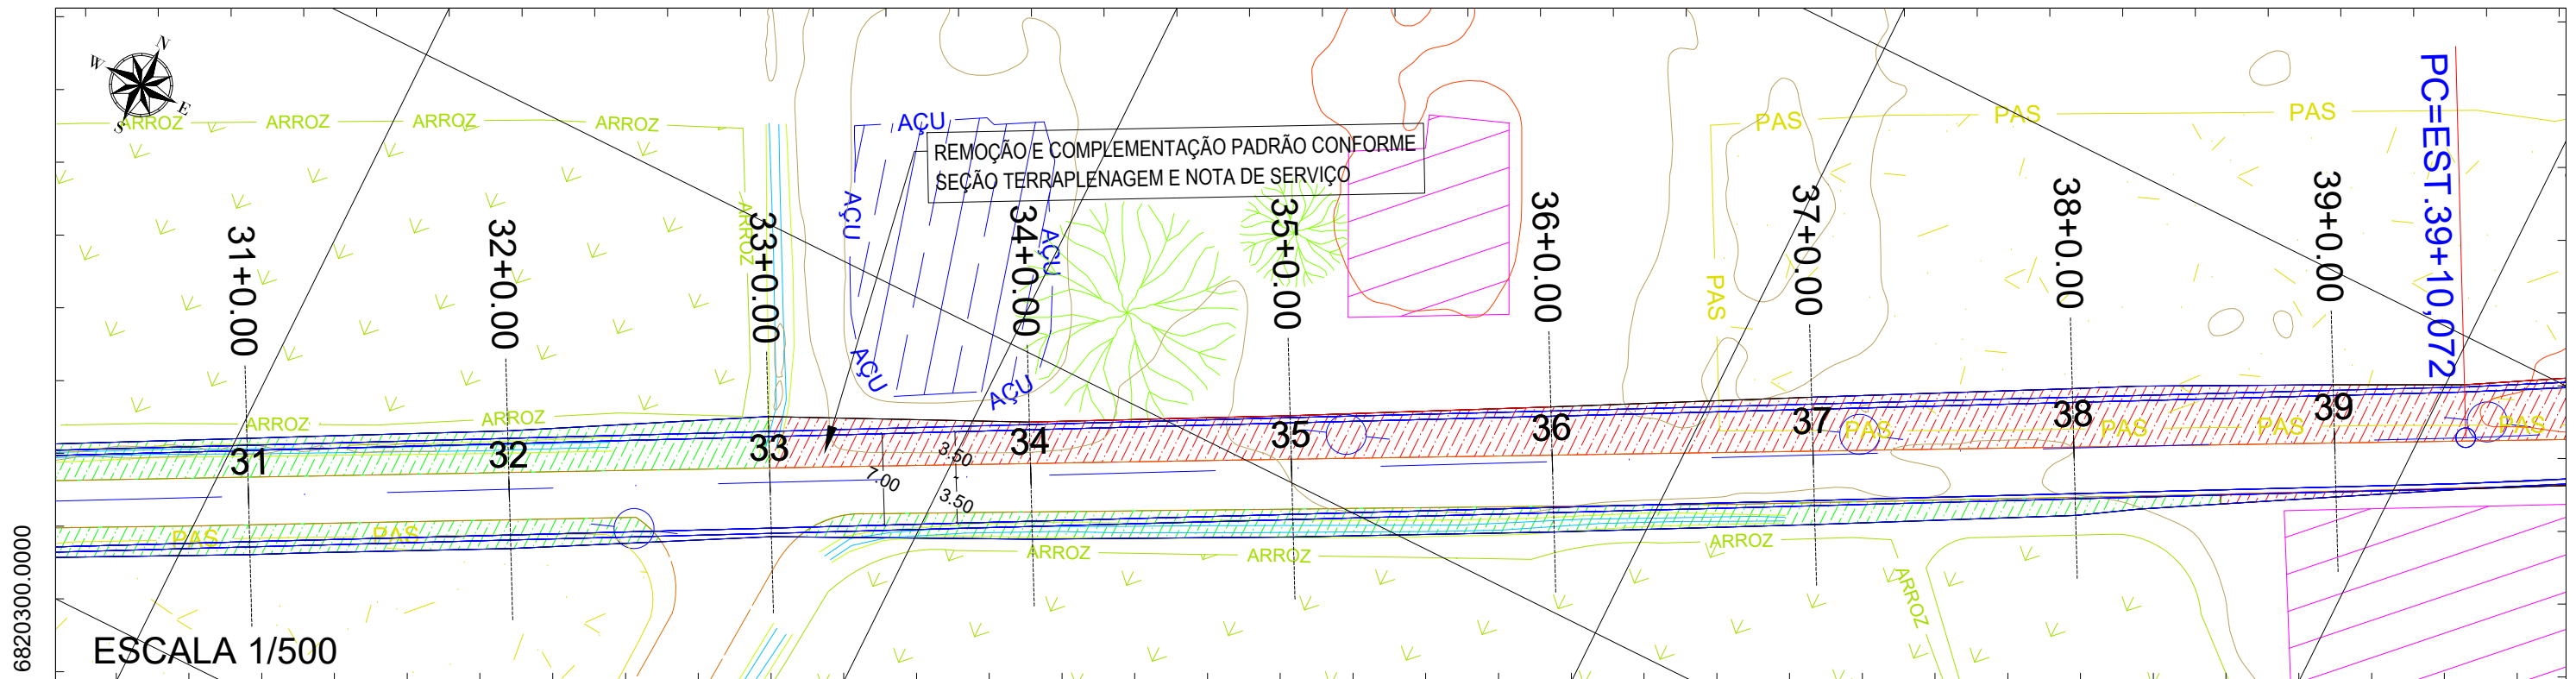 N
W
E
S
ARROZ
ARROZ
ARROZ
ARROZ
AÇU
PAS
PAS
PAS
REMOÇÃO E COMPLEMENTAÇÃO PADRÃO CONFORME
SEÇÃO TERRAPLENAGEM E NOTA DE SERVIÇO
PC=EST.39+10,072
31+0.00
32+0.00
33+0.00
34+0.00
35+0.00
36+0.00
37+0.00
38+0.00
39+0.00
ARROZ
AÇU
AÇU
PAS
AÇU
AÇU
ARROZ
ARROZ
31
32
33
34
35
36
37
38
39
PAS
PAS
PAS
PAS
3.50
7.00
3.50
PAS
PAS
ARROZ
ARROZ
ARROZ
ARROZ
6820300.0000
ESCALA 1/500